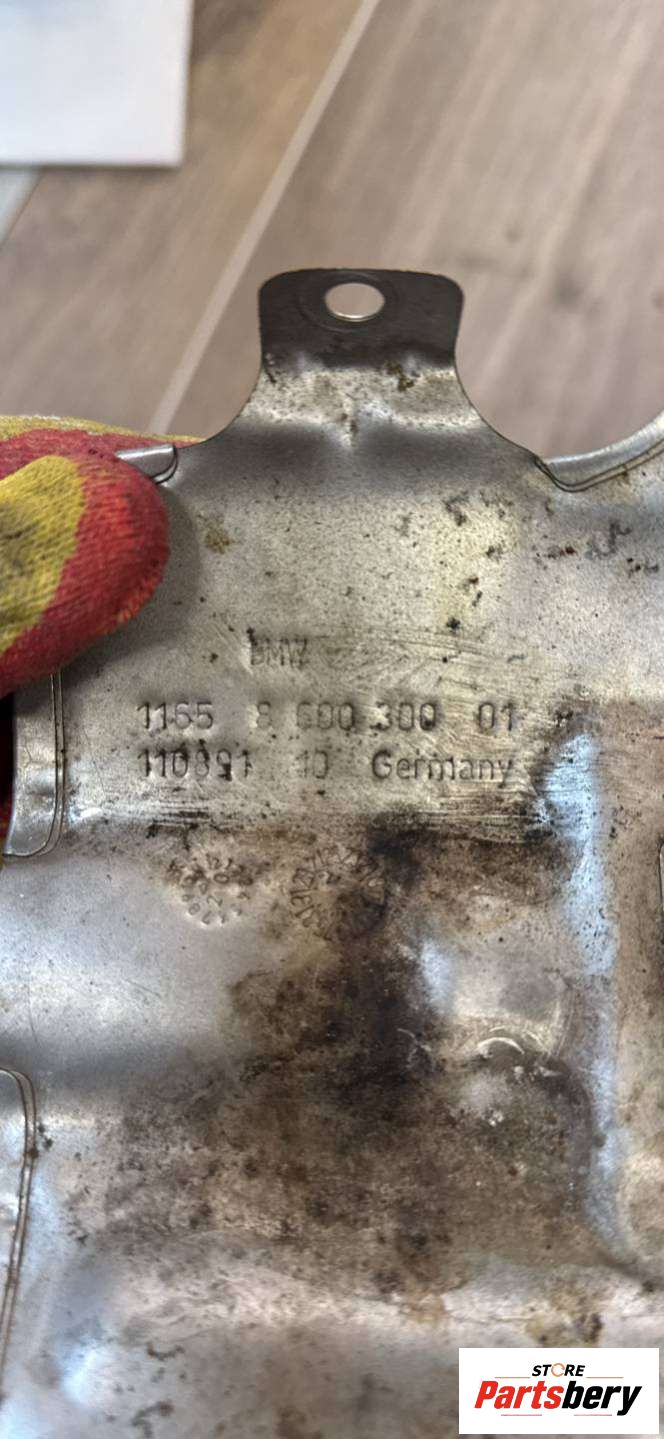 BMW
1165 8 600 300 01
110891 10 Germany
STORE
Partsbery